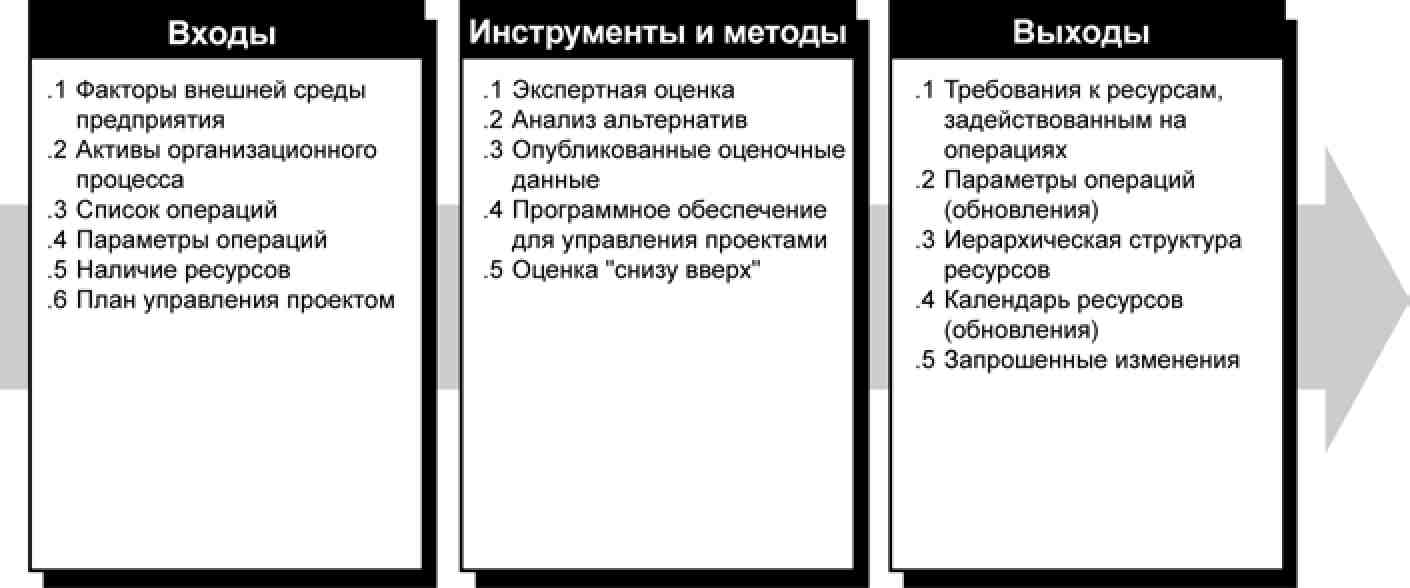 Входы
.1 Факторы внешней среды
предприятия
.2 Активы организационного
процесса
.3 Список операций
.4 Параметры операций
.5 Наличие ресурсов
.6 План управления проектом
Инструменты и методы
.1 Экспертная оценка
.2 Анализ альтернатив
.3 Опубликованные оценочные
данные
.4 Программное обеспечение
для управления проектами
.5 Оценка "снизу вверх"
Выходы
.1 Требования к ресурсам,
задействованным на
операциях
.2 Параметры операций
(обновления)
.3 Иерархическая структура
ресурсов
.4 Календарь ресурсов
(обновления)
.5 Запрошенные изменения